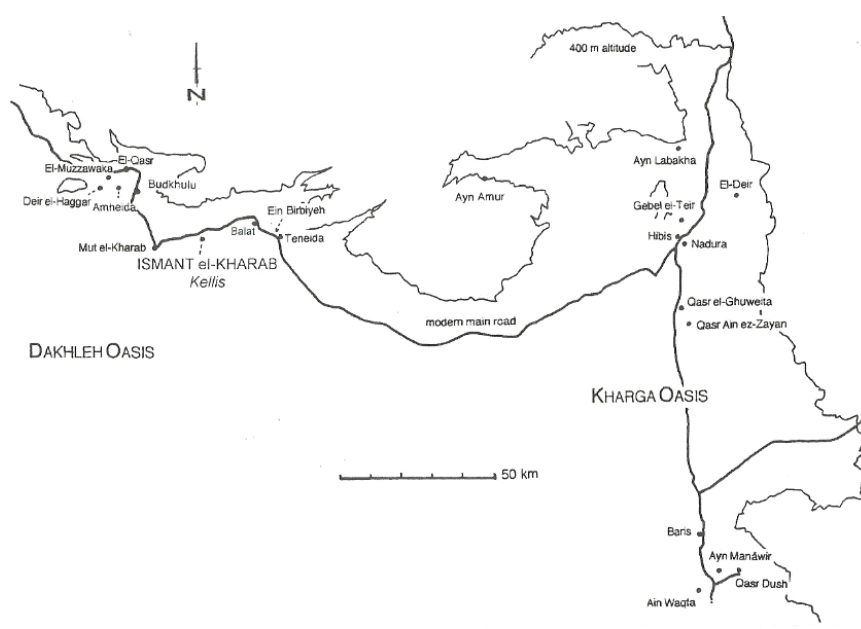 400 m altitude
N
El-Qasr
El-Muzzawaka
Budkhulu
Deir el-Haggar
Amheida
Ayn Labakha
El-Deir
Ayn Amur
Gebel el-Teir
Ein Birbiyeh
Balat
Teneida
Hibis
Nadura
Mut el-Kharab
ISMANT el-KHARAB
Kellis
Qasr el-Ghuweita
modern main road
Qasr Ain ez-Zayan
DAKHLEH OASIS
KHARGA OASIS
50 km
Baris
Ayn Manâwir
Qasr Dush
Ain Waqta